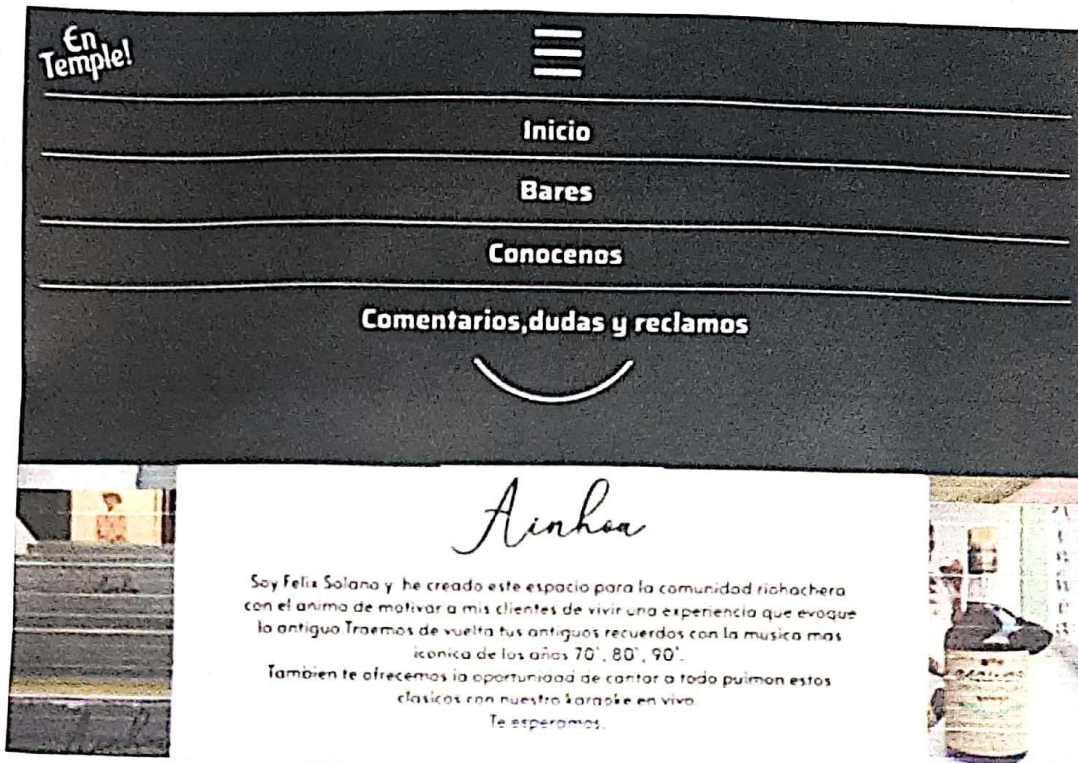 En
Temple!
Inicio
Bares
Conocenos
Comentarios,dudas y reclamos
Ainhoa
Soy Felix Solano y he creado este espacio para la comunidad riohachera
con el animo de motivar a mis clientes de vivir una experiencia que evoque
lo antiguo.Traemos de vuelta tus antiguos recuerdos con la musica mas
iconica de los años 70', 80', 90'.
Tambien te ofrecemos la oportunidad de cantar a todo pulmon estos
clasicos con nuestro karaoke en vivo.
Te esperamos.